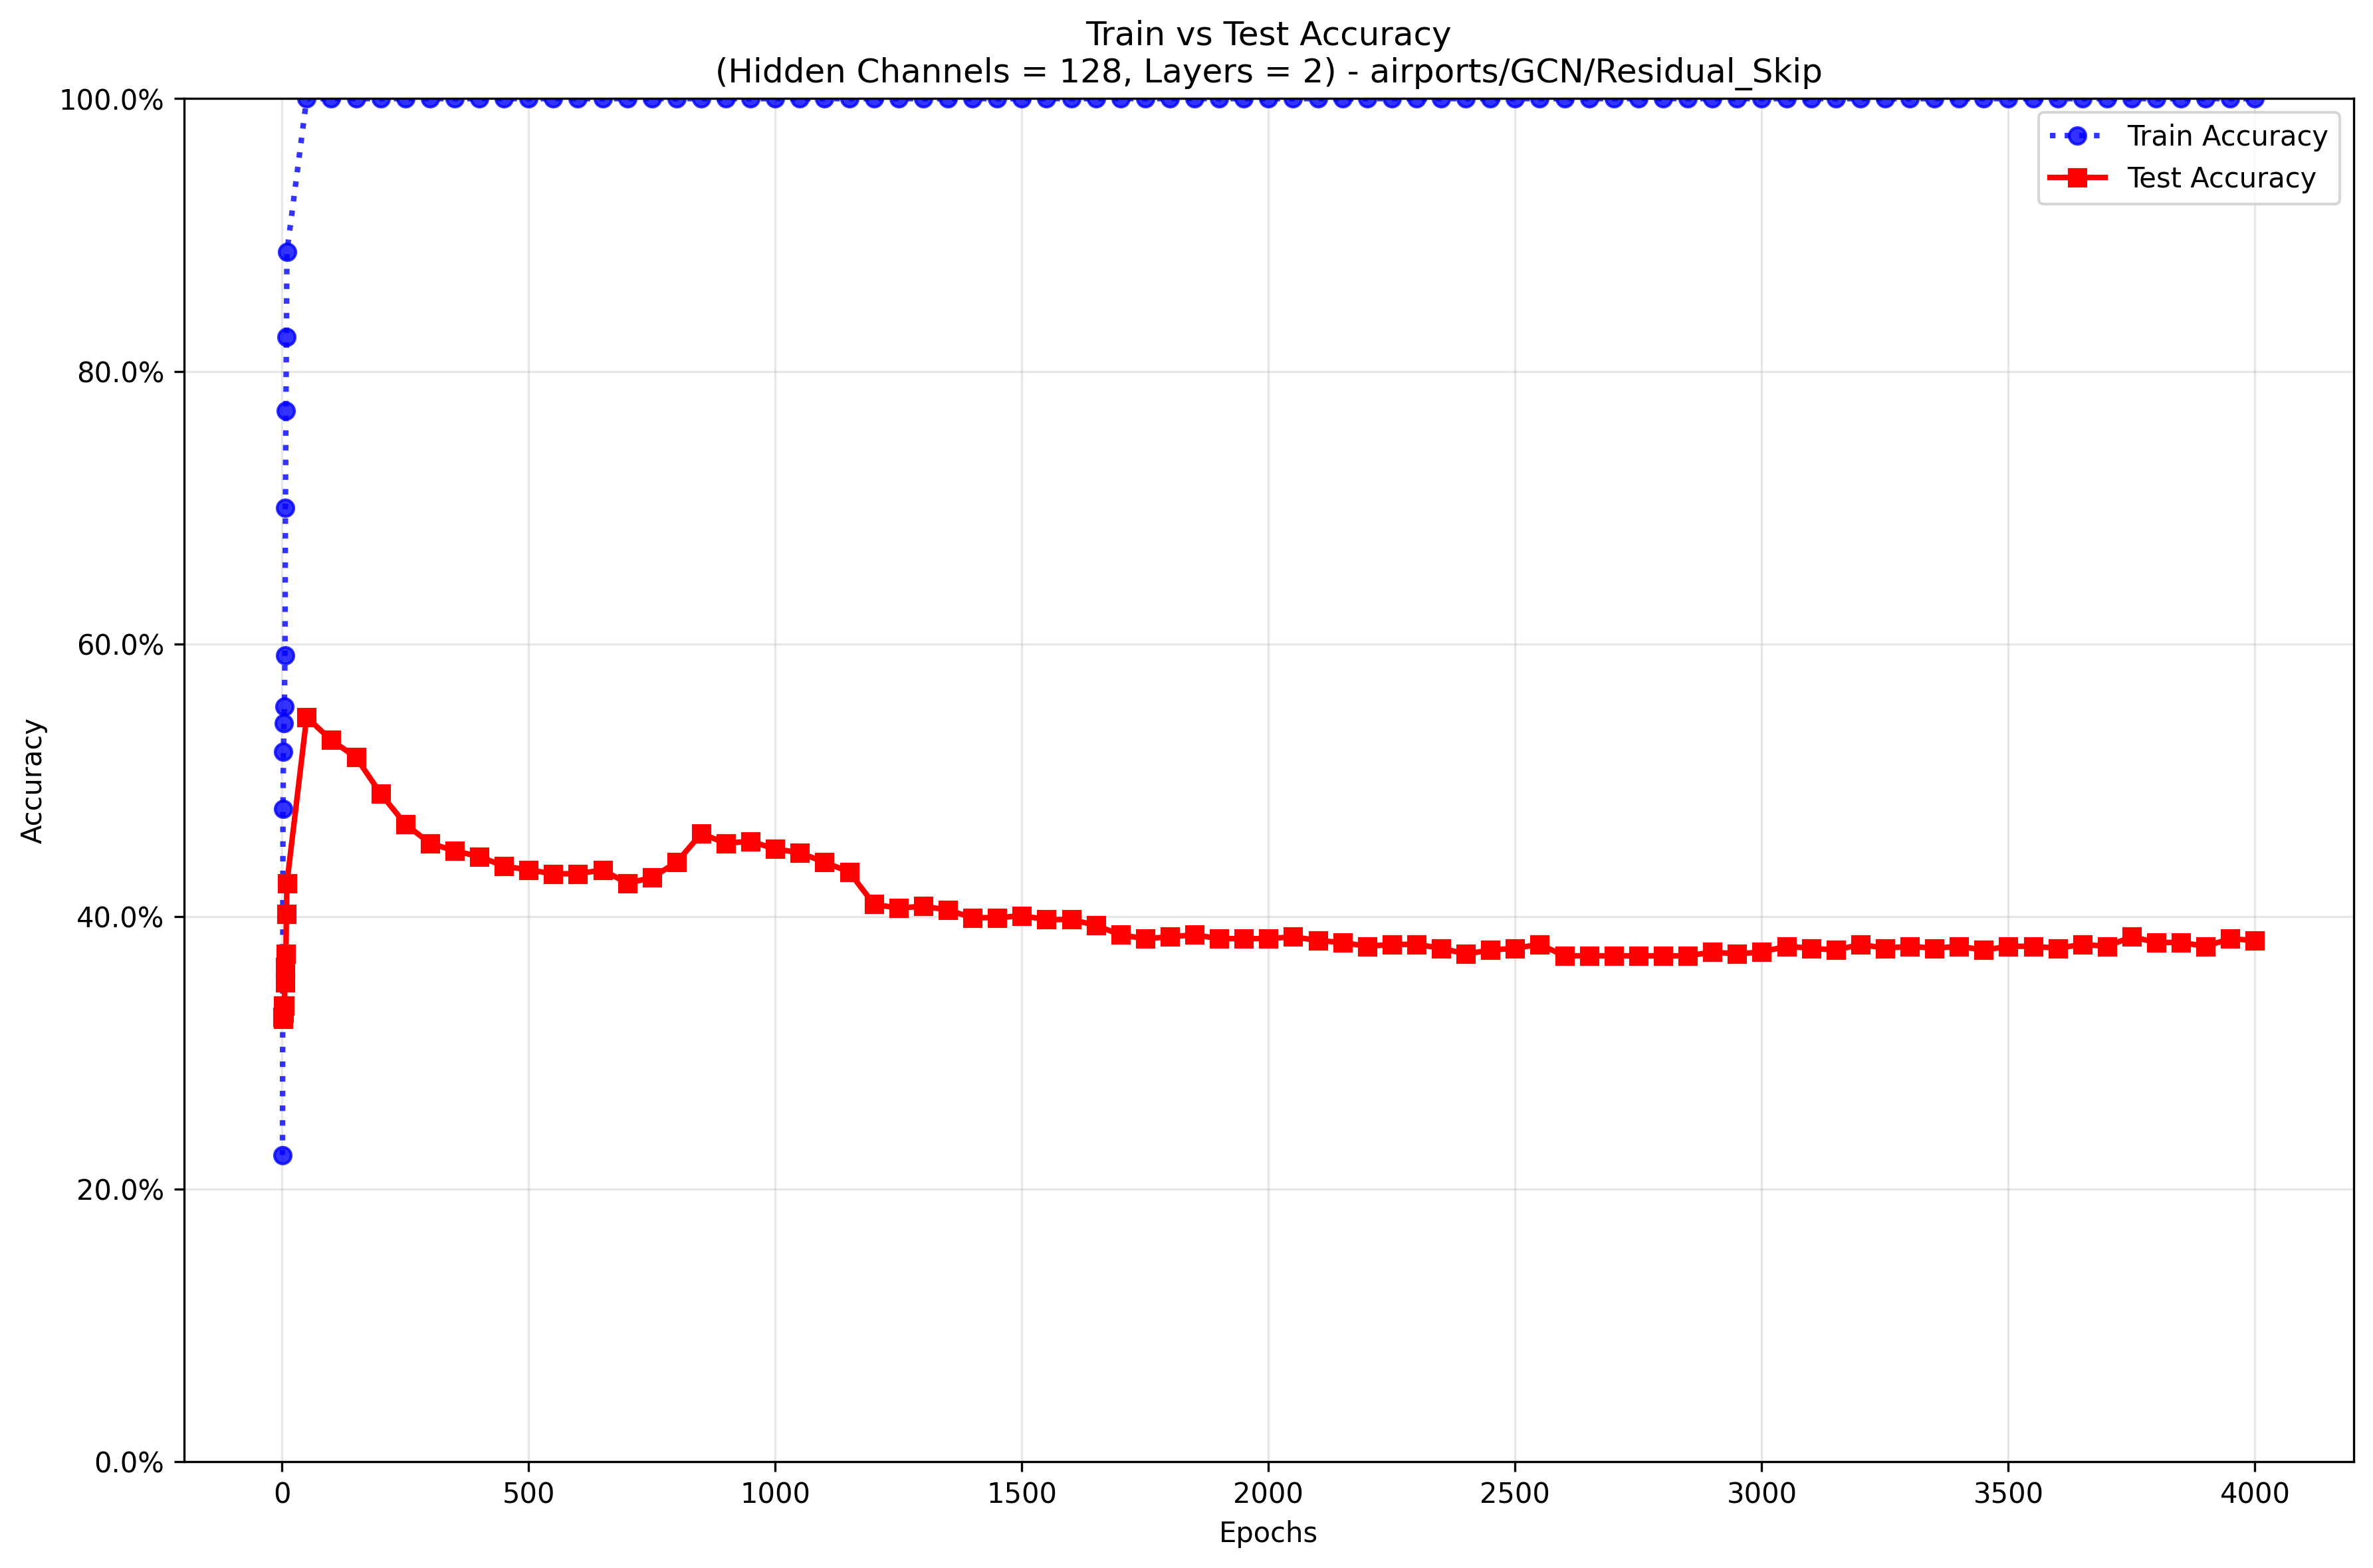 Train vs Test Accuracy
(Hidden Channels = 128, Layers = 2) - airports/GCN/Residual_Skip
100.0%
80.0%
60.0%
40.0%
20.0%
0.0%
Accuracy
Train Accuracy
Test Accuracy
0 500 1000 1500 2000 2500 3000 3500 4000
Epochs